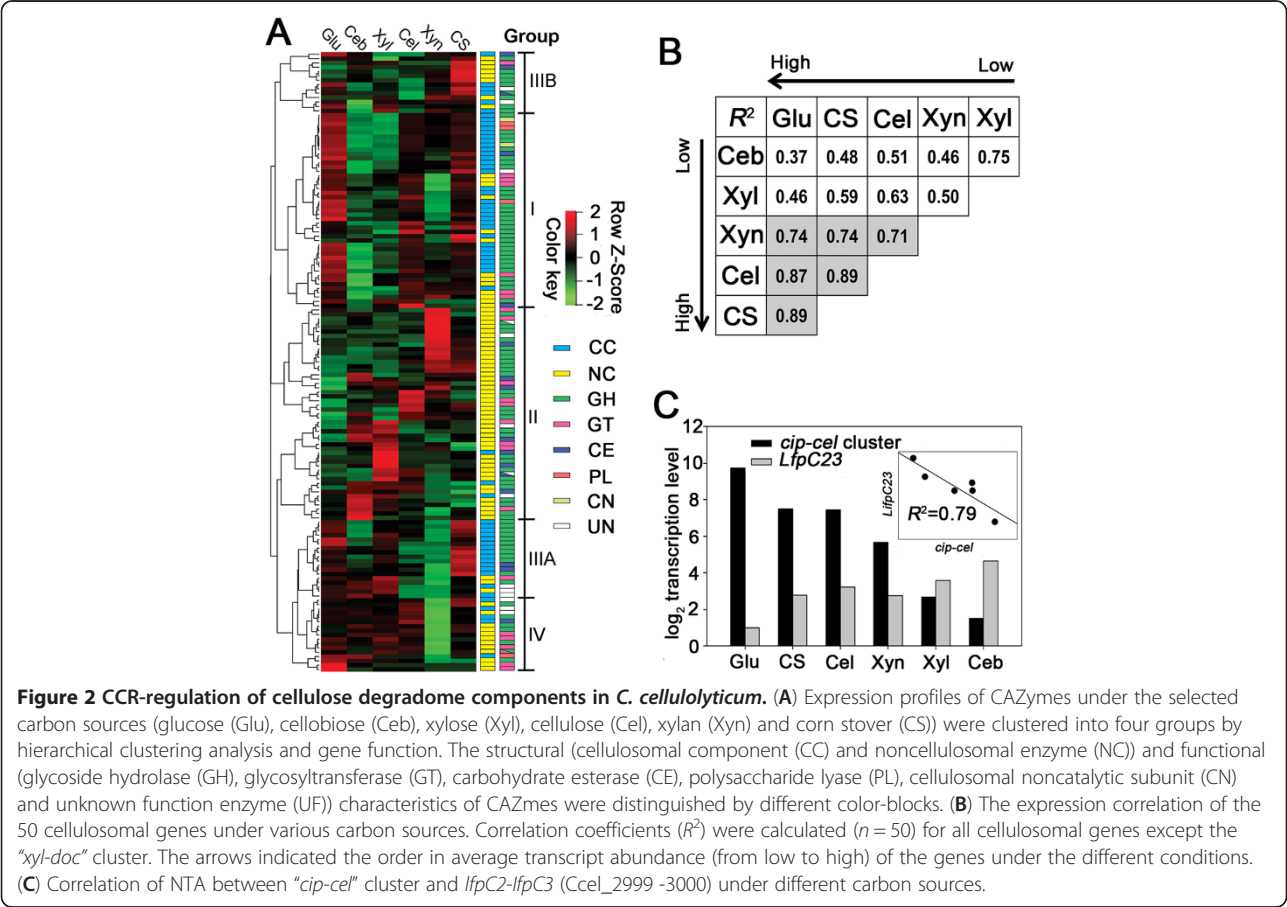 A
Glu Ceb Xyl Cel Xyn CS Group
IIIB
I
II
IIIA
IV
Color key
Row Z-Score
2
1
0
-1
-2
CC
NC
GH
GT
CE
PL
CN
UN
B
High Low
Low
High
R² Glu CS Cel Xyn Xyl
Ceb 0.37 0.48 0.51 0.46 0.75
Xyl 0.46 0.59 0.63 0.50
Xyn 0.74 0.74 0.71
Cel 0.87 0.89
CS 0.89
C
log₂ transcription level
12
10
8
6
4
2
0
cip-cel cluster
LfpC23
LifpC23
R²=0.79
cip-cel
Glu CS Cel Xyn Xyl Ceb
Figure 2 CCR-regulation of cellulose degradome components in C. cellulolyticum. (A) Expression profiles of CAZymes under the selected
carbon sources (glucose (Glu), cellobiose (Ceb), xylose (Xyl), cellulose (Cel), xylan (Xyn) and corn stover (CS)) were clustered into four groups by
hierarchical clustering analysis and gene function. The structural (cellulosomal component (CC) and noncellulosomal enzyme (NC)) and functional
(glycoside hydrolase (GH), glycosyltransferase (GT), carbohydrate esterase (CE), polysaccharide lyase (PL), cellulosomal noncatalytic subunit (CN)
and unknown function enzyme (UF)) characteristics of CAZmes were distinguished by different color-blocks. (B) The expression correlation of the
50 cellulosomal genes under various carbon sources. Correlation coefficients (R²) were calculated (n = 50) for all cellulosomal genes except the
"xyl-doc" cluster. The arrows indicated the order in average transcript abundance (from low to high) of the genes under the different conditions.
(C) Correlation of NTA between "cip-cel" cluster and lfpC2-lfpC3 (Ccel_2999 -3000) under different carbon sources.